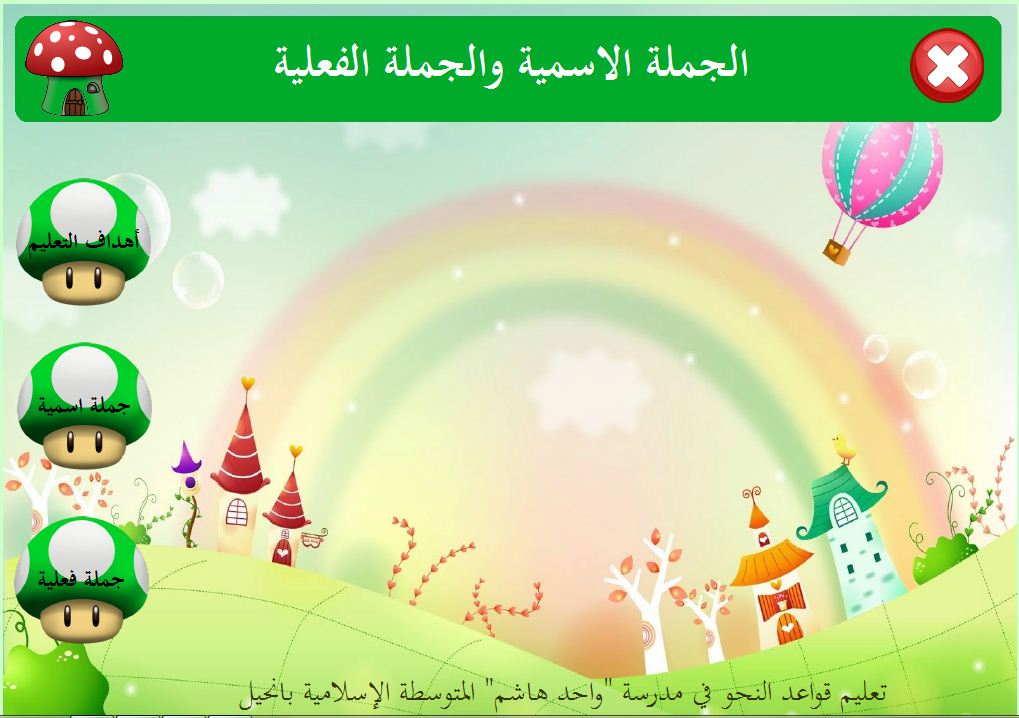 الجملة الاسمية والجملة الفعلية
أهداف التعليم
جملة اسمية
جملة فعلية
تعليم قواعد النحو في مدرسة "واحد هاشم" المتوسطة الإسلامية بانحيل